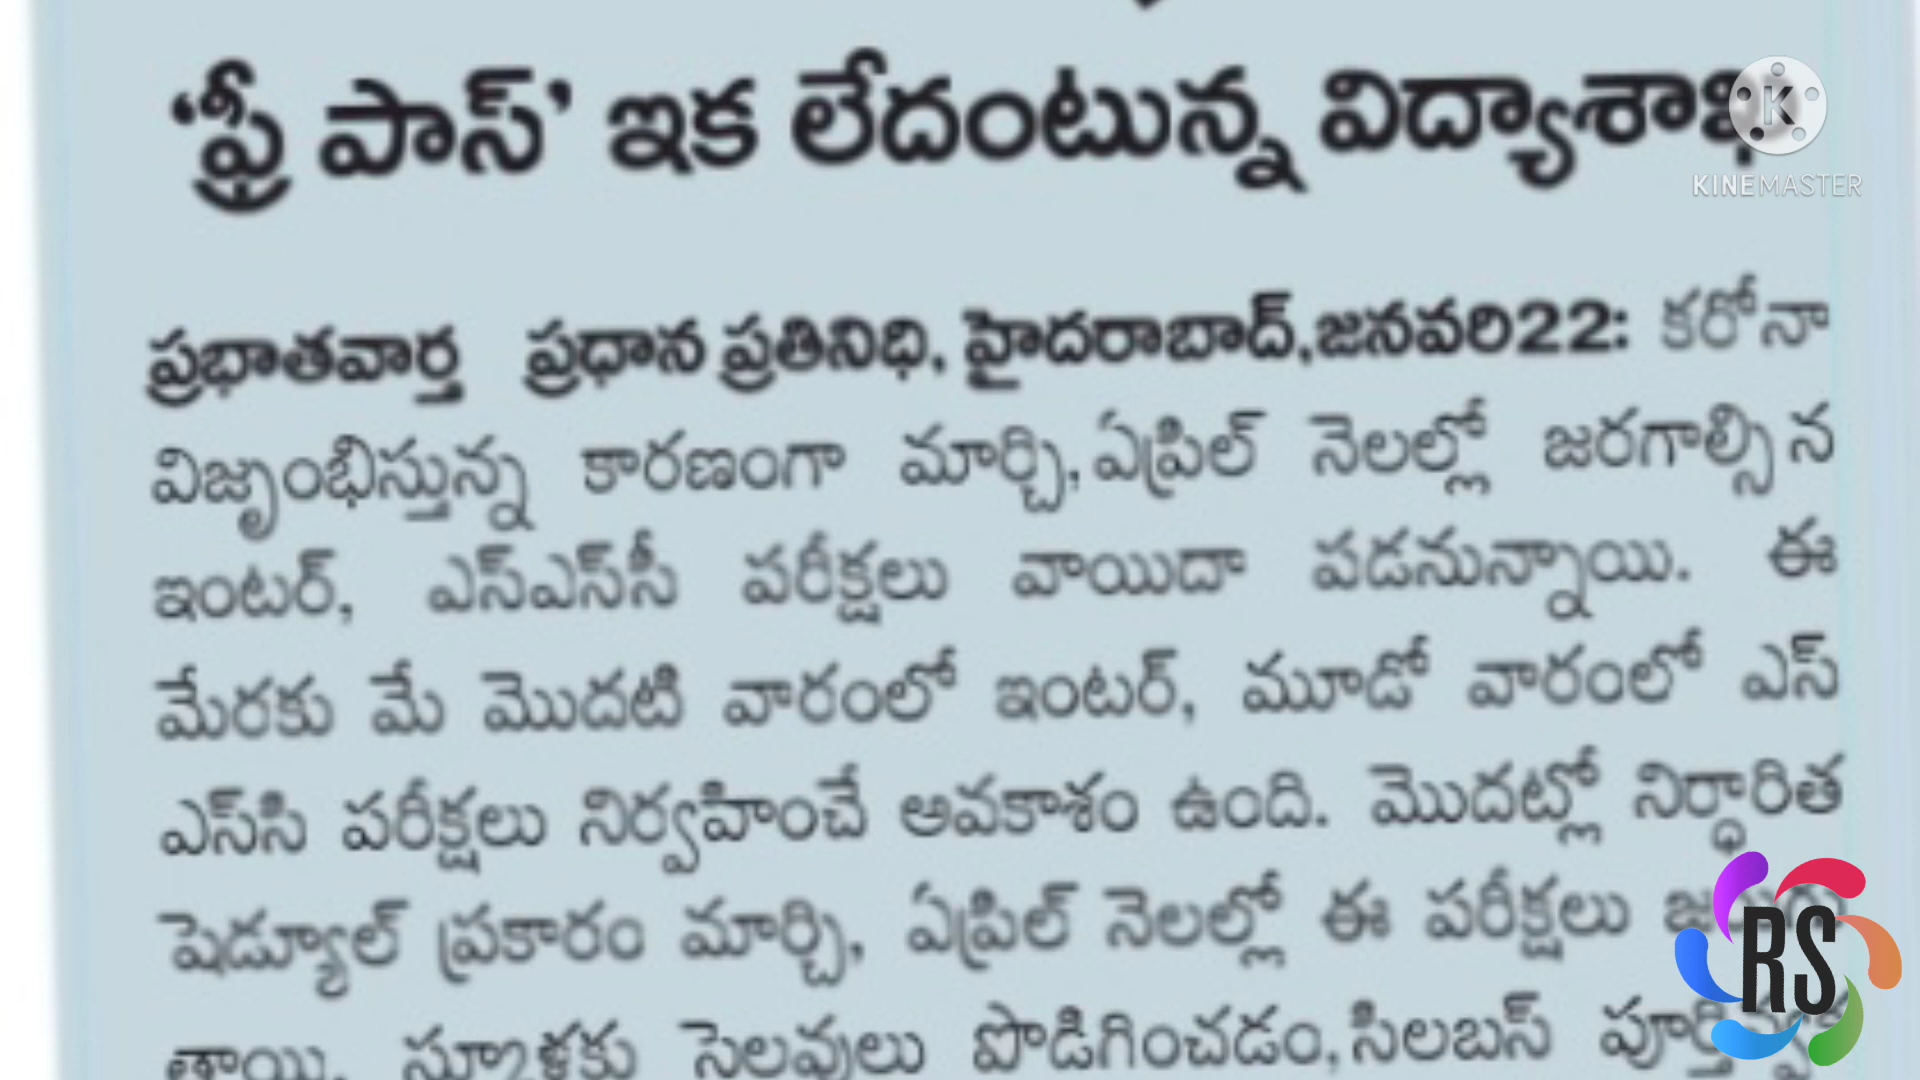 ‘ఫ్రీ పాస్’ ఇక లేదంటున్న విద్యాశాఖ
KINEMASTER
ప్రభాతవార్త ప్రధాన ప్రతినిధి, హైదరాబాద్,జనవరి22: కరోనా
విజృంభిస్తున్న కారణంగా మార్చి,ఏప్రిల్ నెలల్లో జరగాల్సిన
ఇంటర్, ఎస్ఎస్సీ పరీక్షలు వాయిదా పడనున్నాయి. ఈ
మేరకు మే మొదటి వారంలో ఇంటర్, మూడో వారంలో ఎస్
ఎస్సి పరీక్షలు నిర్వహించే అవకాశం ఉంది. మొదట్లో నిర్ధారిత
షెడ్యూల్ ప్రకారం మార్చి, ఏప్రిల్ నెలల్లో ఈ పరీక్షలు
సెలవులు పొడిగించడం,సిలబస్
RS